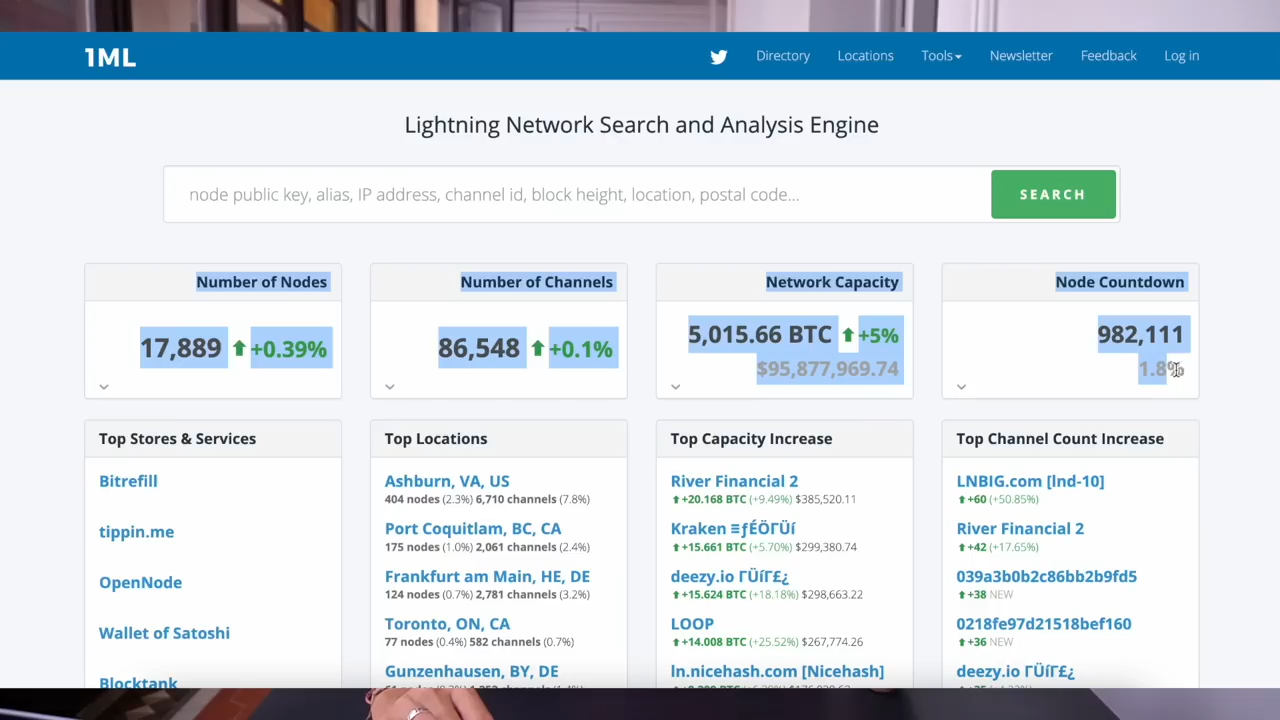 1ML
Directory Locations Tools Newsletter Feedback Log in
Lightning Network Search and Analysis Engine
node public key, alias, IP address, channel id, block height, location, postal code...
SEARCH
Number of Nodes
17,889 +0.39%
Number of Channels
86,548 +0.1%
Network Capacity
5,015.66 BTC +5%
$95,877,969.74
Node Countdown
982,111
1.8%
Top Stores & Services
Bitrefill
tippin.me
OpenNode
Wallet of Satoshi
Blocktank
Top Locations
Ashburn, VA, US
404 nodes (2.3%) 6,710 channels (7.8%)
Port Coquitlam, BC, CA
175 nodes (1.0%) 2,061 channels (2.4%)
Frankfurt am Main, HE, DE
124 nodes (0.7%) 2,781 channels (3.2%)
Toronto, ON, CA
77 nodes (0.4%) 582 channels (0.7%)
Gunzenhausen, BY, DE
Top Capacity Increase
River Financial 2
+20.168 BTC (+9.49%) $385,520.11
Kraken ≡ƒÉÖΓÜí
+15.661 BTC (+5.70%) $299,380.74
deezy.io ΓÜíΓ£¿
+15.624 BTC (+18.18%) $298,663.22
LOOP
+14.008 BTC (+25.52%) $267,774.26
ln.nicehash.com [Nicehash]
Top Channel Count Increase
LNBIG.com [lnd-10]
+60 (+50.85%)
River Financial 2
+42 (+17.65%)
039a3b0b2c86bb2b9fd5
+38 NEW
0218fe97d21518bef160
+36 NEW
deezy.io ΓÜíΓ£¿